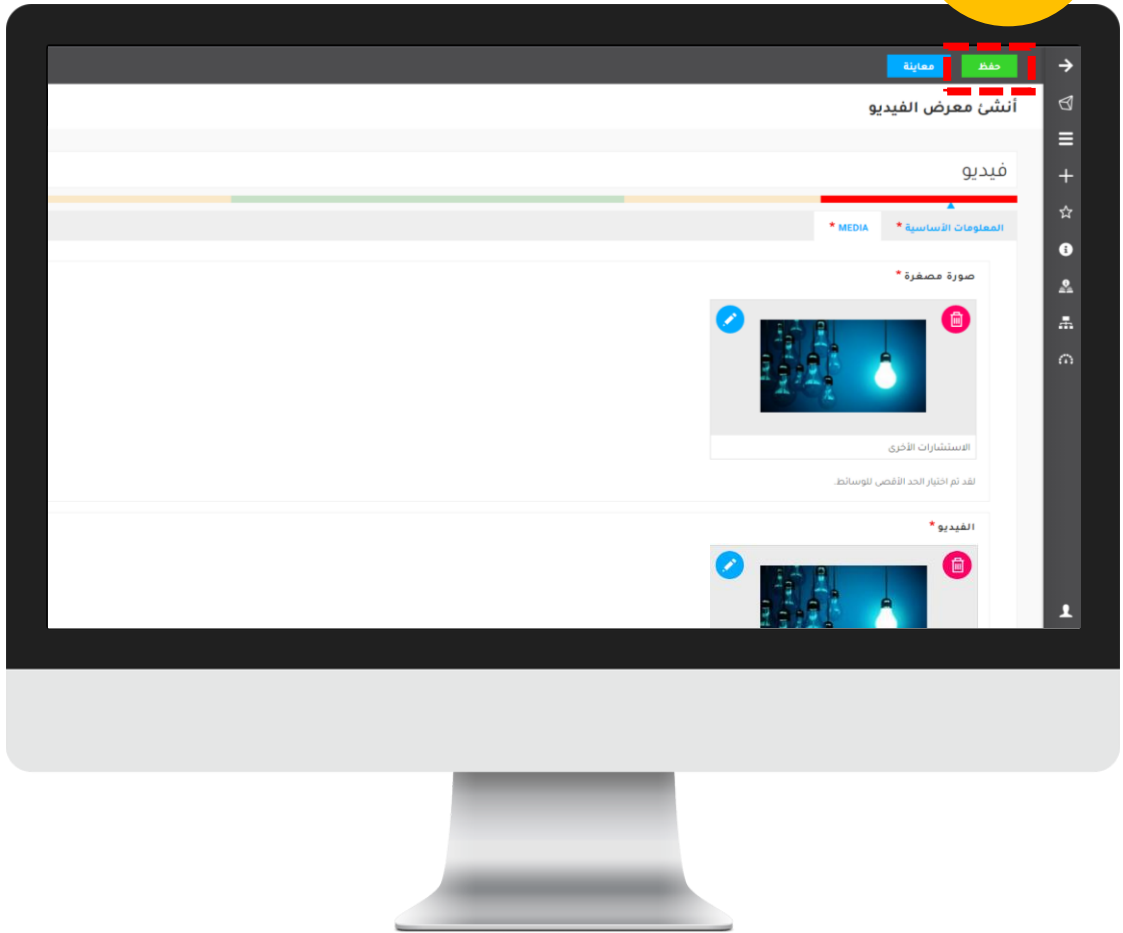 حفظ معاينة
أنشئ معرض الفيديو
فيديو
المعلومات الأساسية * MEDIA *
صورة مصغرة *
الاستشارات الأخرى
لقد تم اختيار الحد الأقصى للوسائط.
الفيديو *